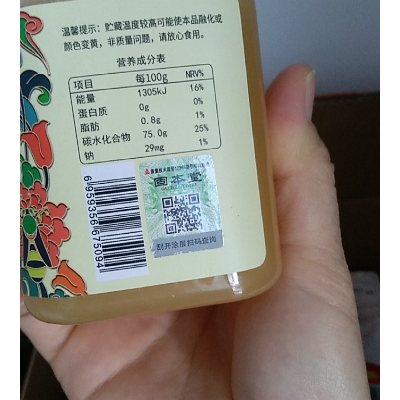 温馨提示：贮藏温度较高可能使本品融化或
颜色变黄，非质量问题，请放心食用。
营养成分表
项目 每100g NRV%
能量 1305kJ 16%
蛋白质 0g 0%
脂肪 0.8g 1%
碳水化合物 75.0g 25%
钠 29mg 1%
固本堂
刮开涂层扫码查询
6959356675094